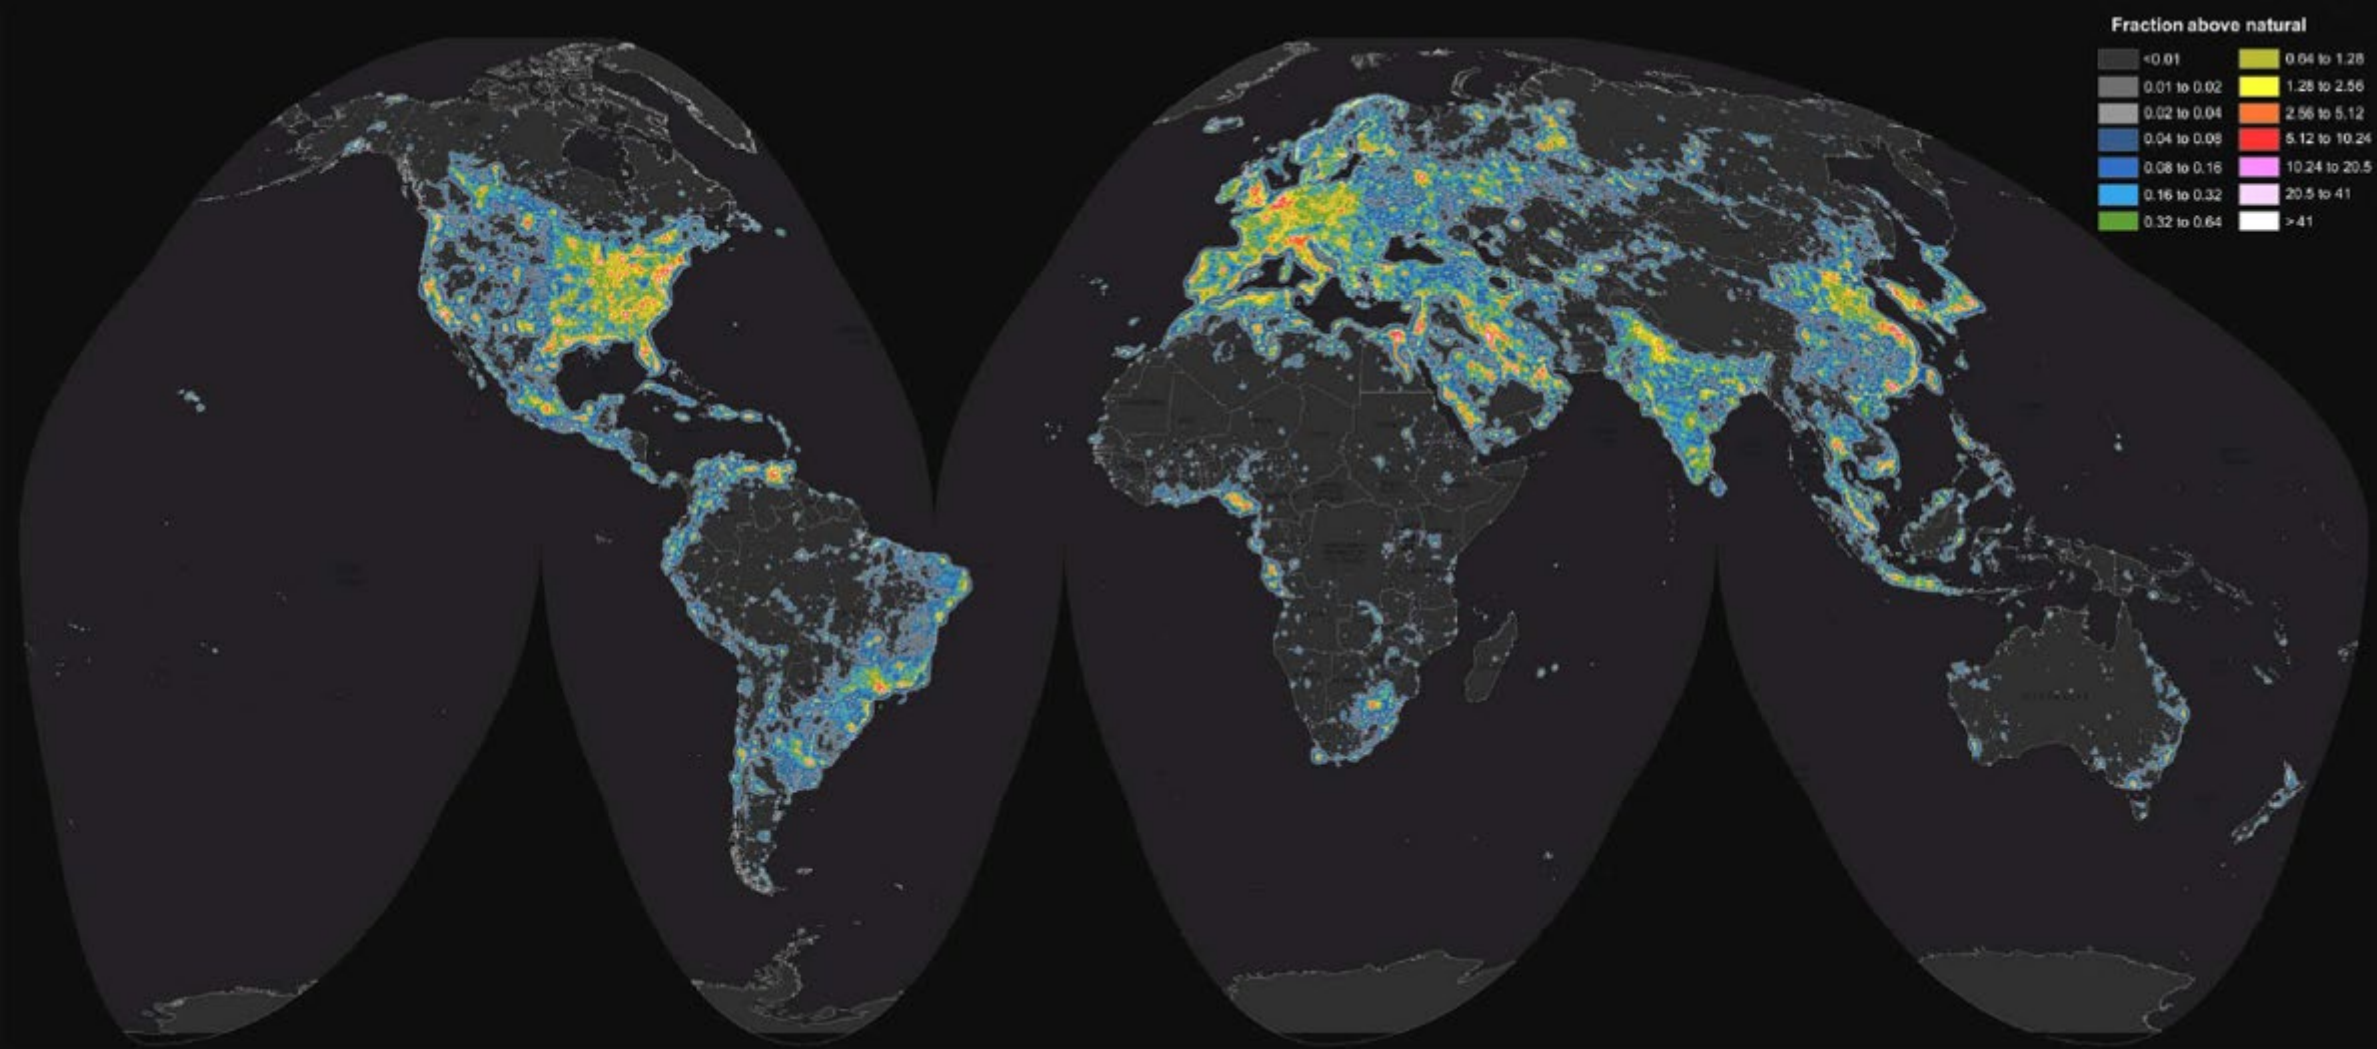 Fraction above natural
<0.01
0.01 to 0.02
0.02 to 0.04
0.04 to 0.08
0.08 to 0.16
0.16 to 0.32
0.32 to 0.64
0.64 to 1.28
1.28 to 2.56
2.56 to 5.12
5.12 to 10.24
10.24 to 20.5
20.5 to 41
>41
AUSTRALIA